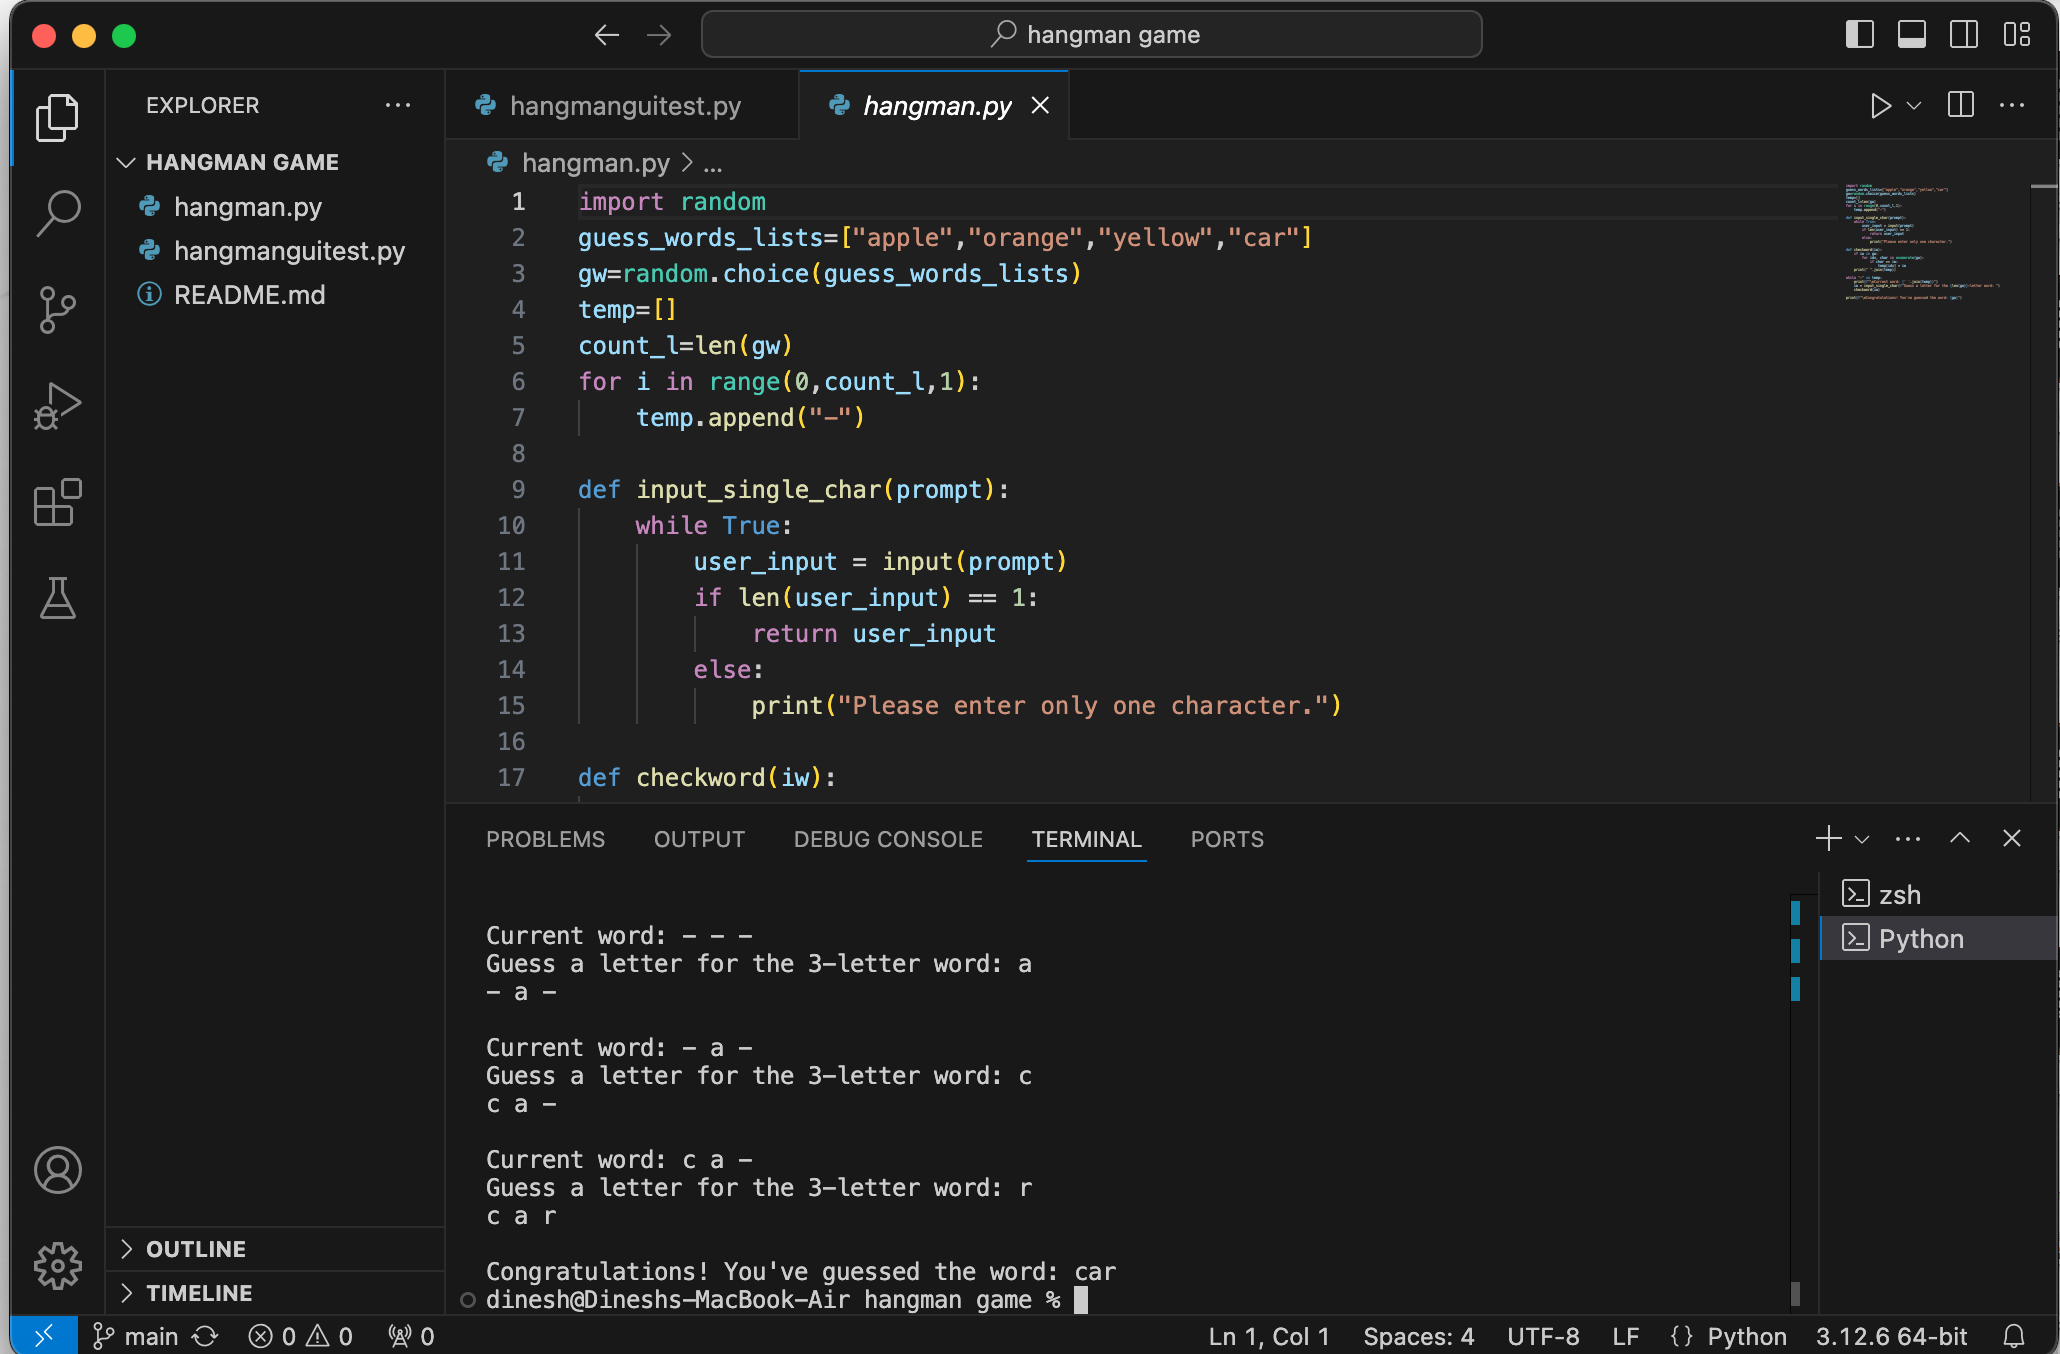 hangman game
EXPLORER
HANGMAN GAME
hangman.py
hangmanguitest.py
README.md
OUTLINE
TIMELINE
hangmanguitest.py
hangman.py
hangman.py > ...
1 import random
2 guess_words_lists=["apple","orange","yellow","car"]
3 gw=random.choice(guess_words_lists)
4 temp=[]
5 count_l=len(gw)
6 for i in range(0,count_l,1):
7     temp.append("-")
8
9 def input_single_char(prompt):
10     while True:
11         user_input = input(prompt)
12         if len(user_input) == 1:
13             return user_input
14         else:
15             print("Please enter only one character.")
16
17 def checkword(iw):
PROBLEMS OUTPUT DEBUG CONSOLE TERMINAL PORTS
Current word: - - -
Guess a letter for the 3-letter word: a
- a -
Current word: - a -
Guess a letter for the 3-letter word: c
c a -
Current word: c a -
Guess a letter for the 3-letter word: r
c a r
Congratulations! You've guessed the word: car
dinesh@Dineshs-MacBook-Air hangman game %
zsh
Python
main 0 0 0 Ln 1, Col 1 Spaces: 4 UTF-8 LF {} Python 3.12.6 64-bit